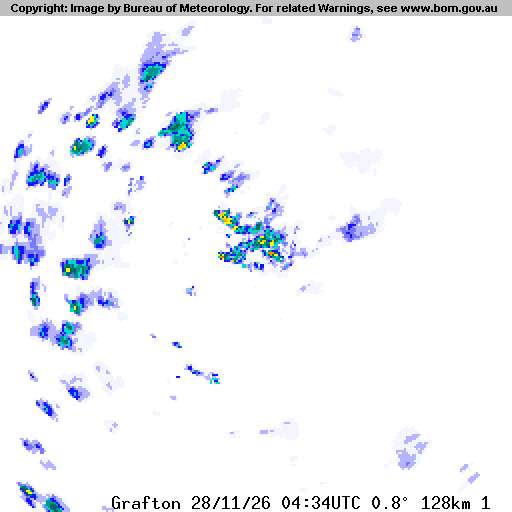 Copyright: Image by Bureau of Meteorology. For related Warnings, see www.bom.gov.au
Grafton 28/11/26 04:34UTC 0.8° 128km 1